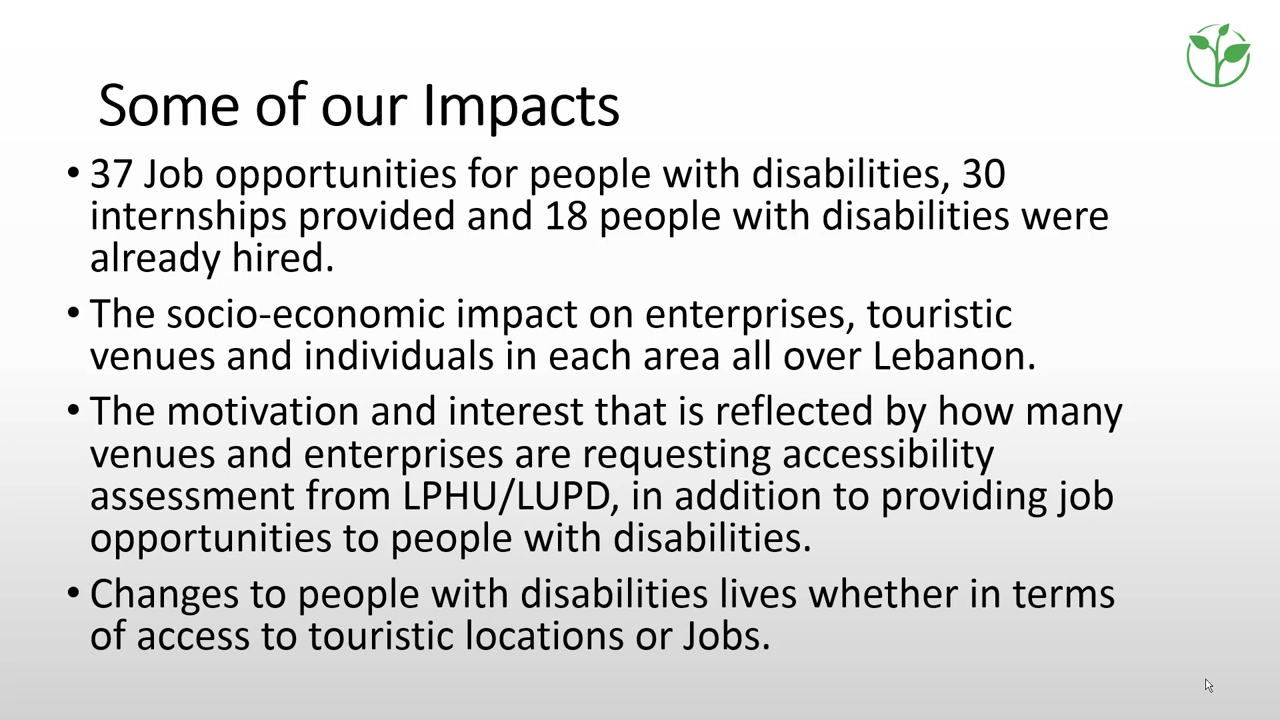 Some of our Impacts
• 37 Job opportunities for people with disabilities, 30
internships provided and 18 people with disabilities were
already hired.
• The socio-economic impact on enterprises, touristic
venues and individuals in each area all over Lebanon.
• The motivation and interest that is reflected by how many
venues and enterprises are requesting accessibility
assessment from LPHU/LUPD, in addition to providing job
opportunities to people with disabilities.
• Changes to people with disabilities lives whether in terms
of access to touristic locations or Jobs.